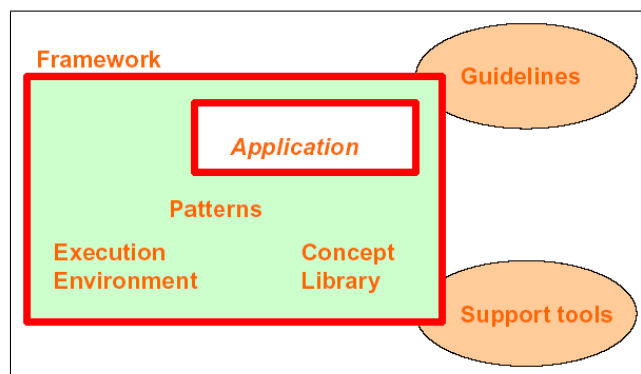 Framework
Guidelines
Application
Patterns
Execution
Environment
Concept
Library
Support tools